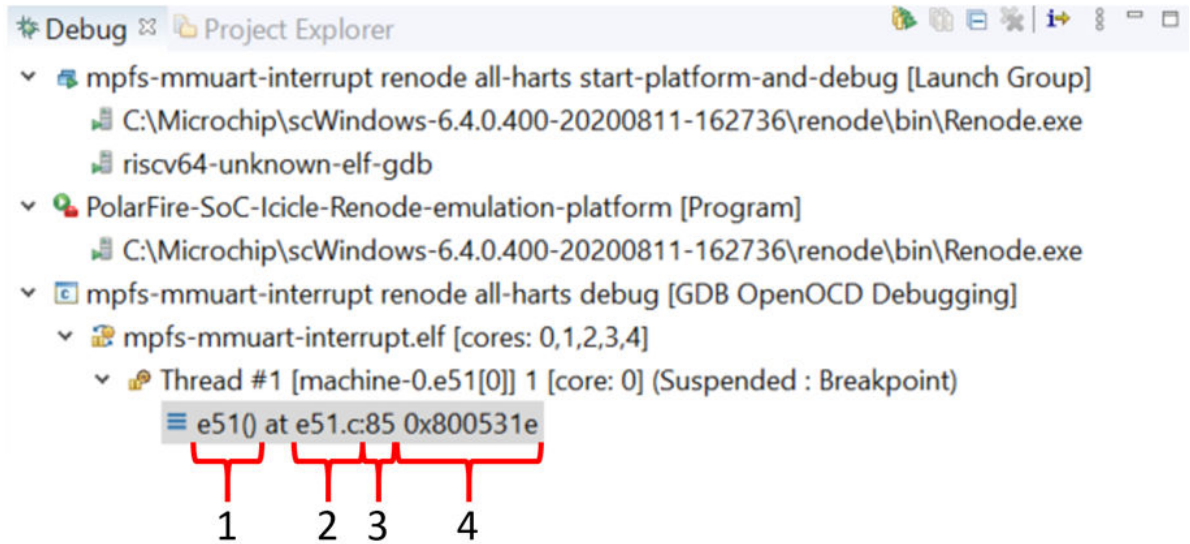 Debug Project Explorer
mpfs-mmuart-interrupt renode all-harts start-platform-and-debug [Launch Group]
C:\Microchip\scWindows-6.4.0.400-20200811-162736\renode\bin\Renode.exe
riscv64-unknown-elf-gdb
PolarFire-SoC-Icicle-Renode-emulation-platform [Program]
C:\Microchip\scWindows-6.4.0.400-20200811-162736\renode\bin\Renode.exe
mpfs-mmuart-interrupt renode all-harts debug [GDB OpenOCD Debugging]
mpfs-mmuart-interrupt.elf [cores: 0,1,2,3,4]
Thread #1 [machine-0.e51[0]] 1 [core: 0] (Suspended : Breakpoint)
e51() at e51.c:85 0x800531e
1 2 3 4